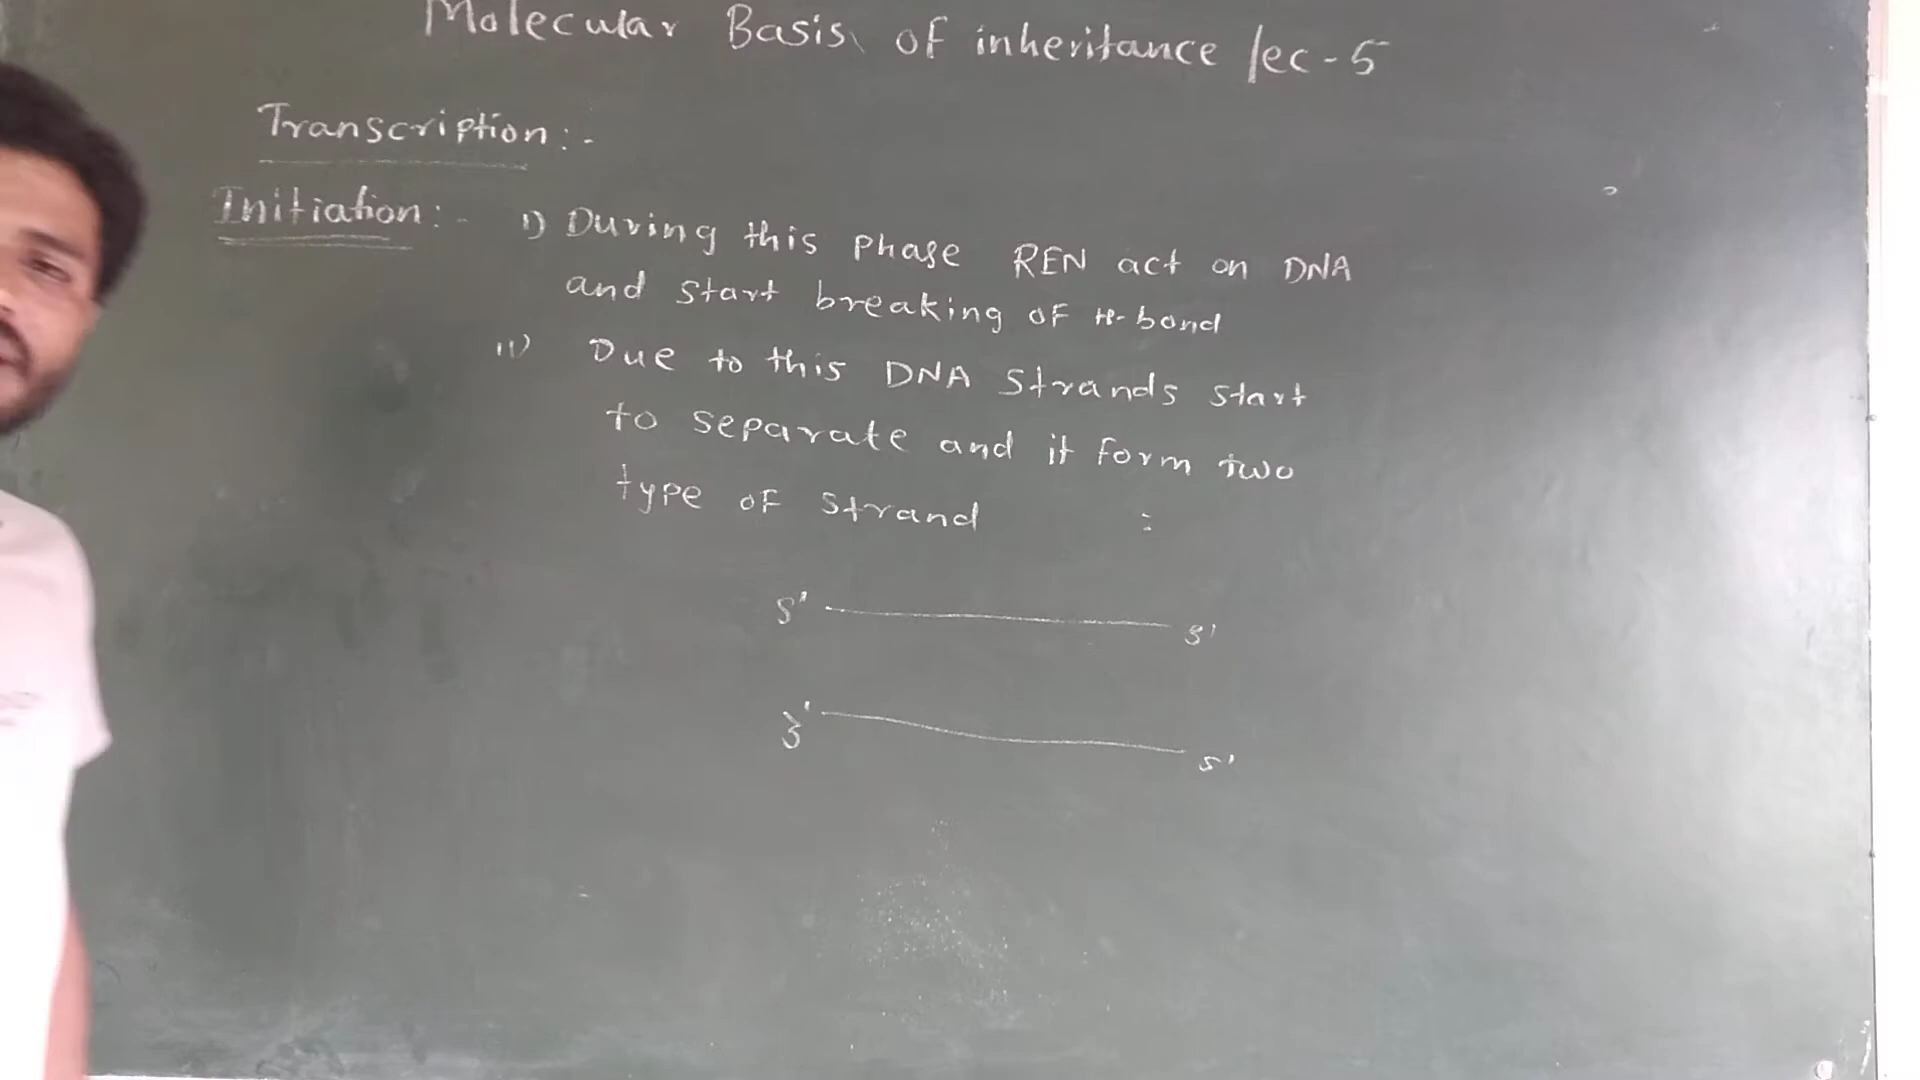 Molecular Basis of inheritance lec-5
Transcription:-
Initiation:- i) During this phase REN act on DNA
and start breaking of H-bond
ii) Due to this DNA Strands start
to separate and it form two
type of strand :
5' 3'
3' 5'